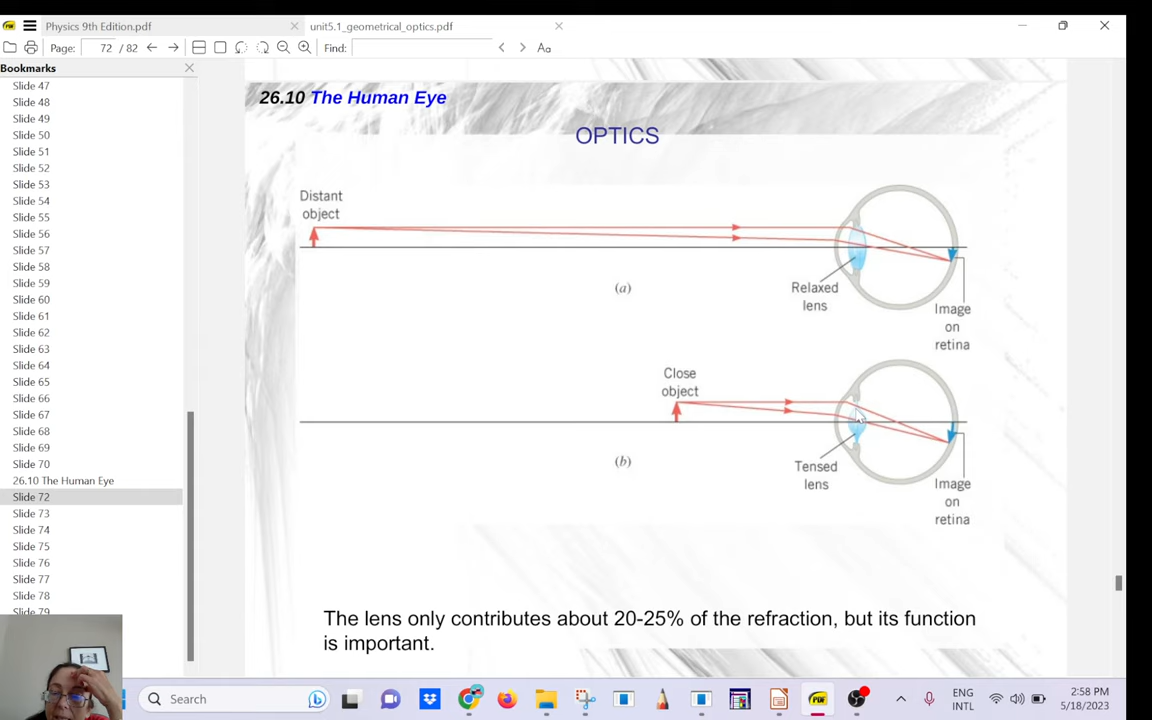 Physics 9th Edition.pdf
unit5.1_geometrical_optics.pdf
Page: 72 / 82
Find:
Aa
Bookmarks
Slide 47
Slide 48
Slide 49
Slide 50
Slide 51
Slide 52
Slide 53
Slide 54
Slide 55
Slide 56
Slide 57
Slide 58
Slide 59
Slide 60
Slide 61
Slide 62
Slide 63
Slide 64
Slide 65
Slide 66
Slide 67
Slide 68
Slide 69
Slide 70
26.10 The Human Eye
Slide 72
Slide 73
Slide 74
Slide 75
Slide 76
Slide 77
Slide 78
Slide 79
26.10 The Human Eye
OPTICS
Distant
object
(a)
Relaxed
lens
Image
on
retina
Close
object
(b)
Tensed
lens
Image
on
retina
The lens only contributes about 20-25% of the refraction, but its function
is important.
Search
ENG
INTL
2:58 PM
5/18/2023